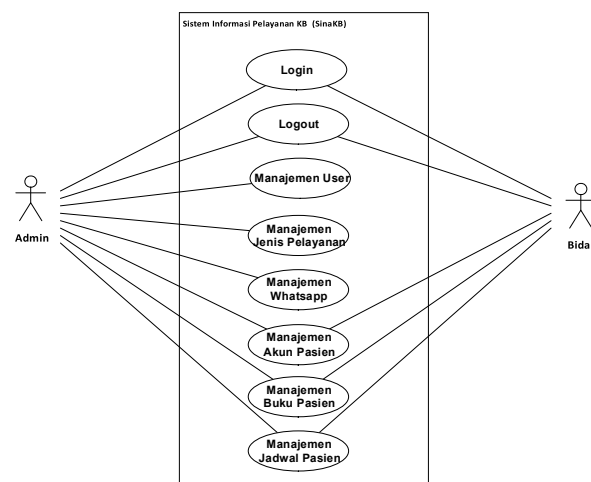 Sistem Informasi Pelayanan KB (SinaKB)
Login
Logout
Manajemen User
Manajemen
Jenis Pelayanan
Manajemen
Whatsapp
Manajemen
Akun Pasien
Manajemen
Buku Pasien
Manajemen
Jadwal Pasien
Admin
Bida